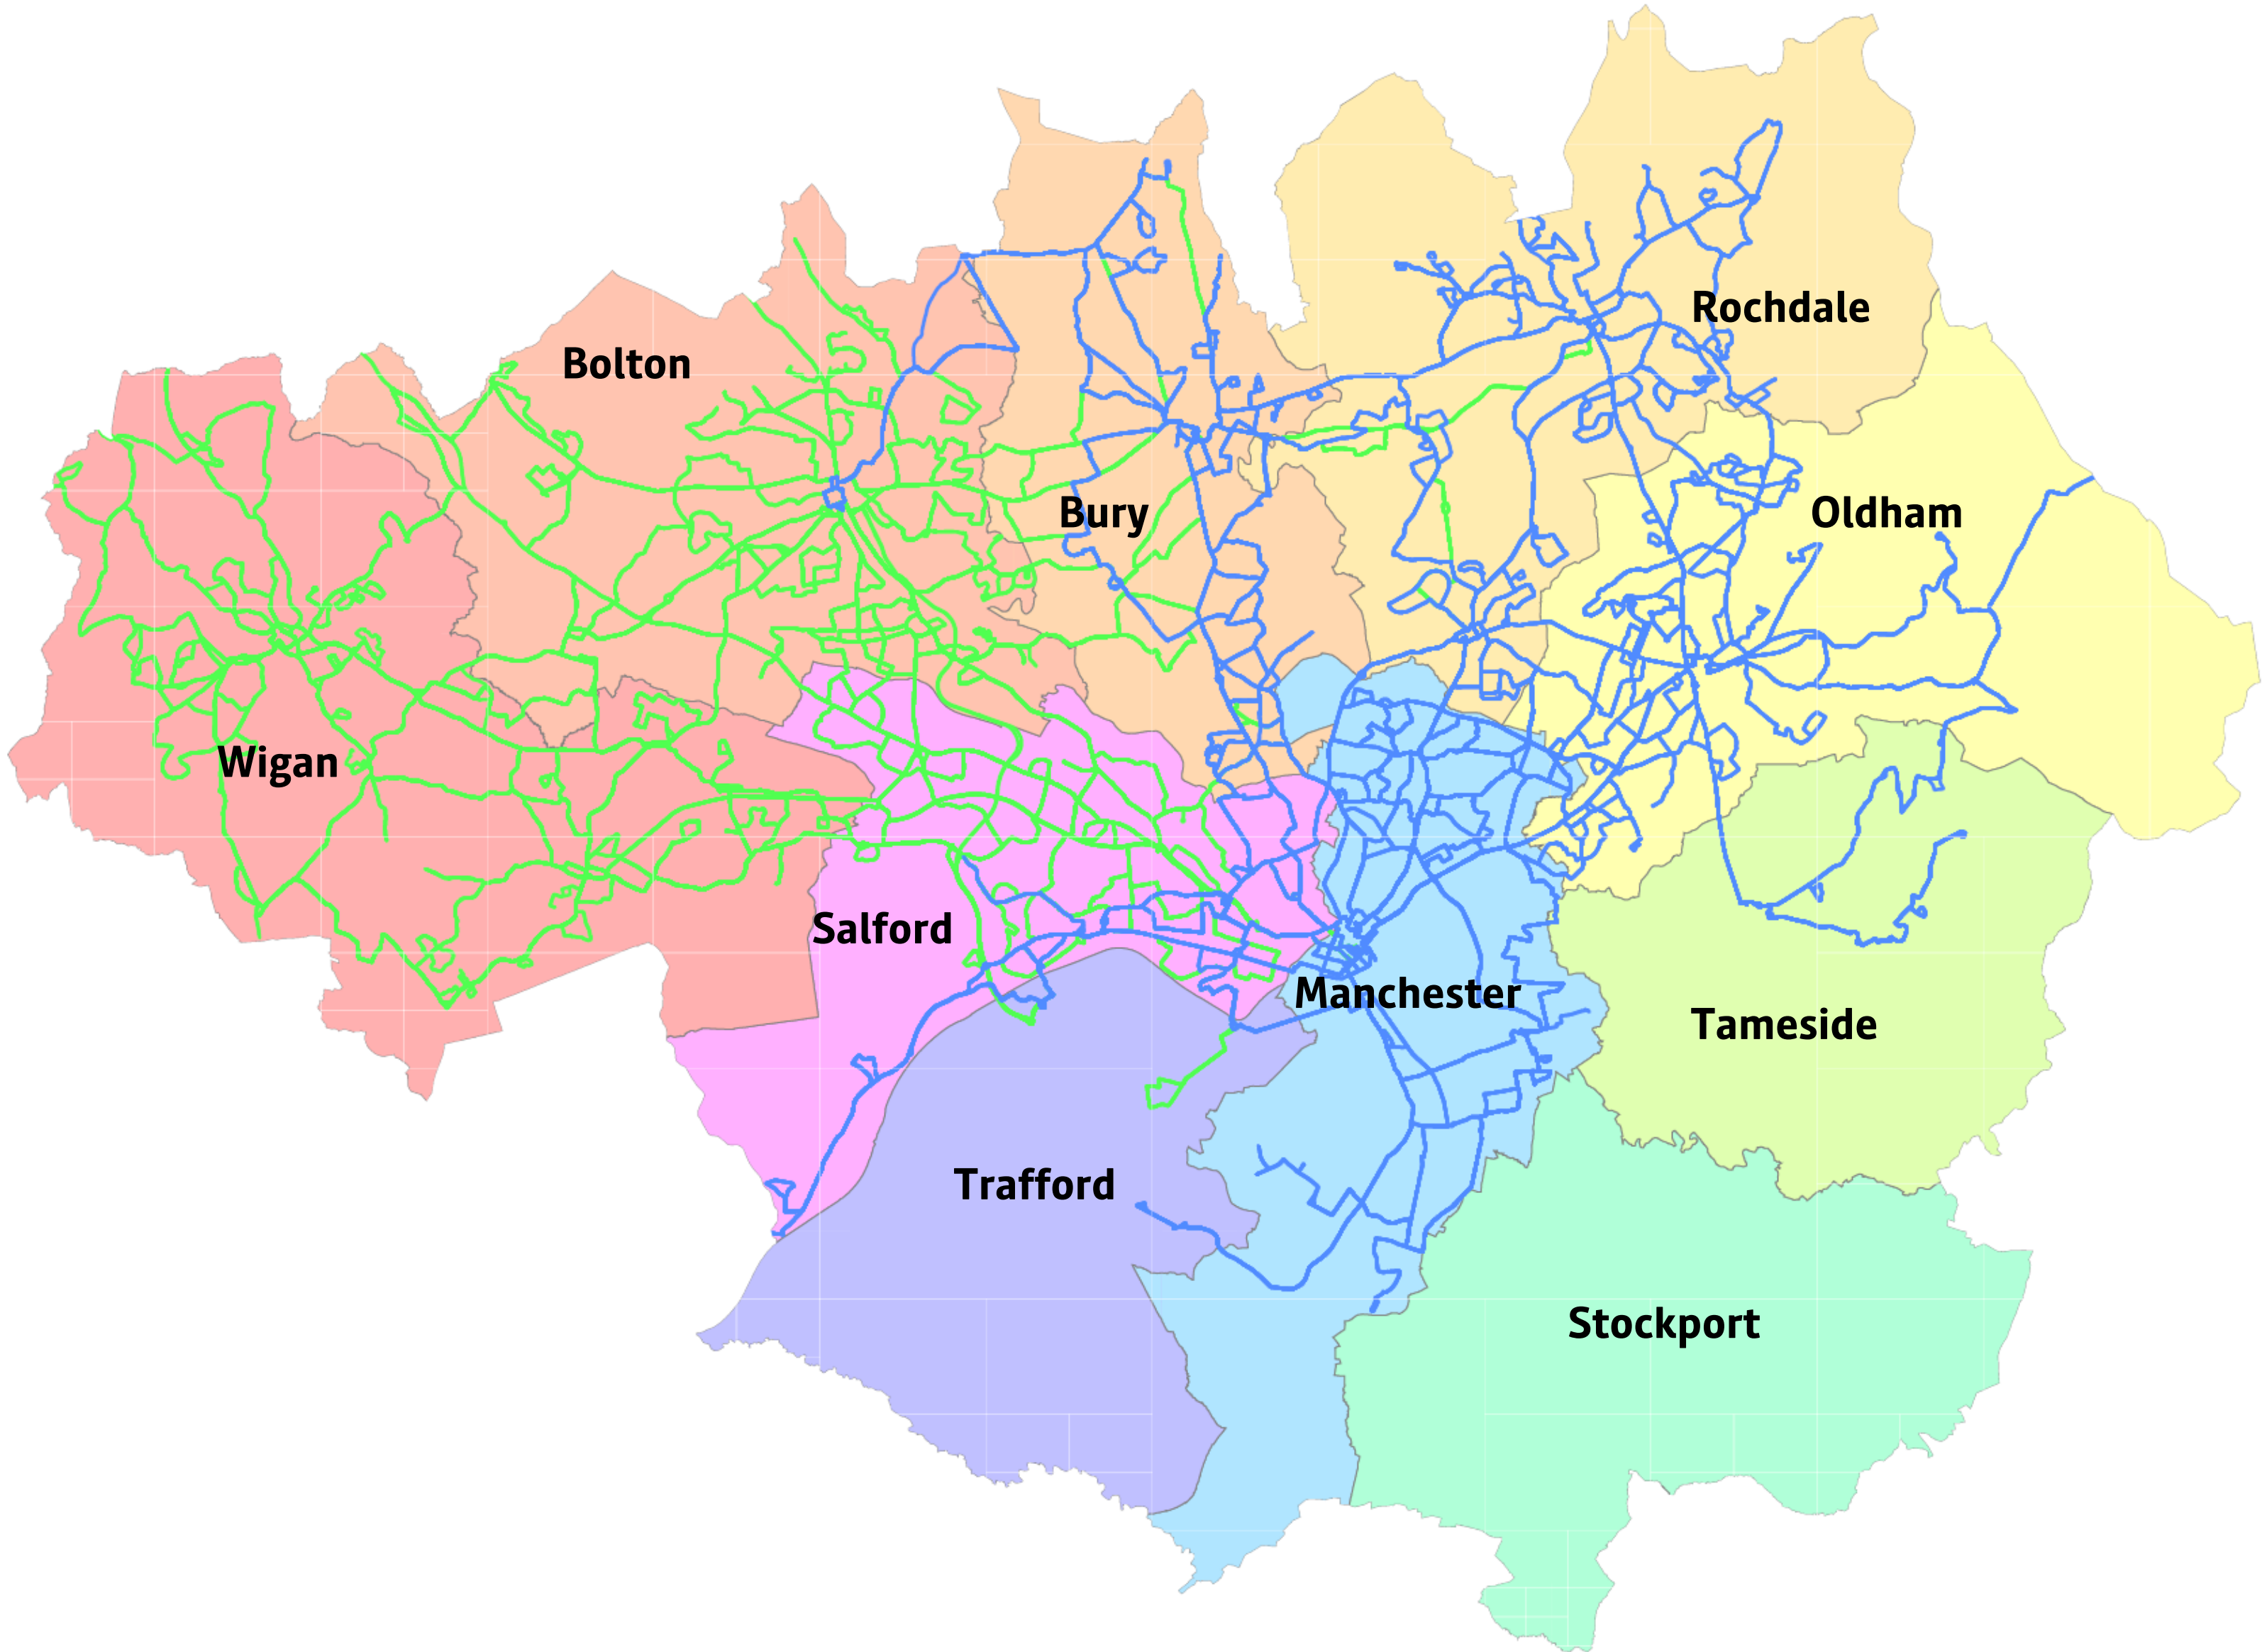 Rochdale
Bolton
Bury
Oldham
Wigan
Salford
Manchester
Tameside
Trafford
Stockport